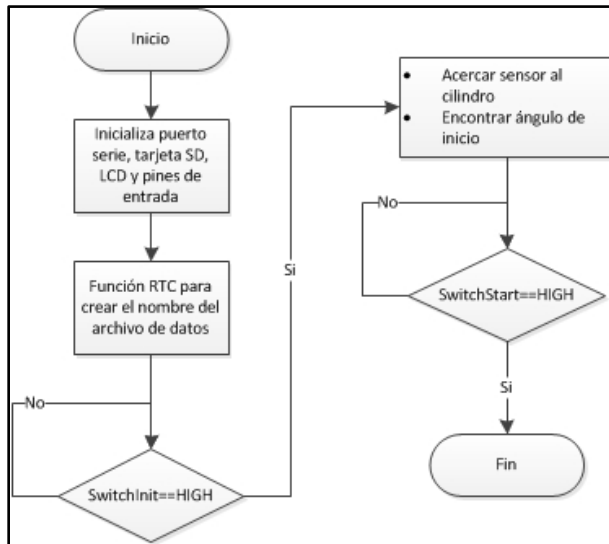 Inicio
Inicializa puerto
serie, tarjeta SD,
LCD y pines de
entrada
Función RTC para
crear el nombre del
archivo de datos
No
SwitchInit==HIGH
Si
• Acercar sensor al
cilindro
• Encontrar ángulo de
inicio
No
SwitchStart==HIGH
Si
Fin